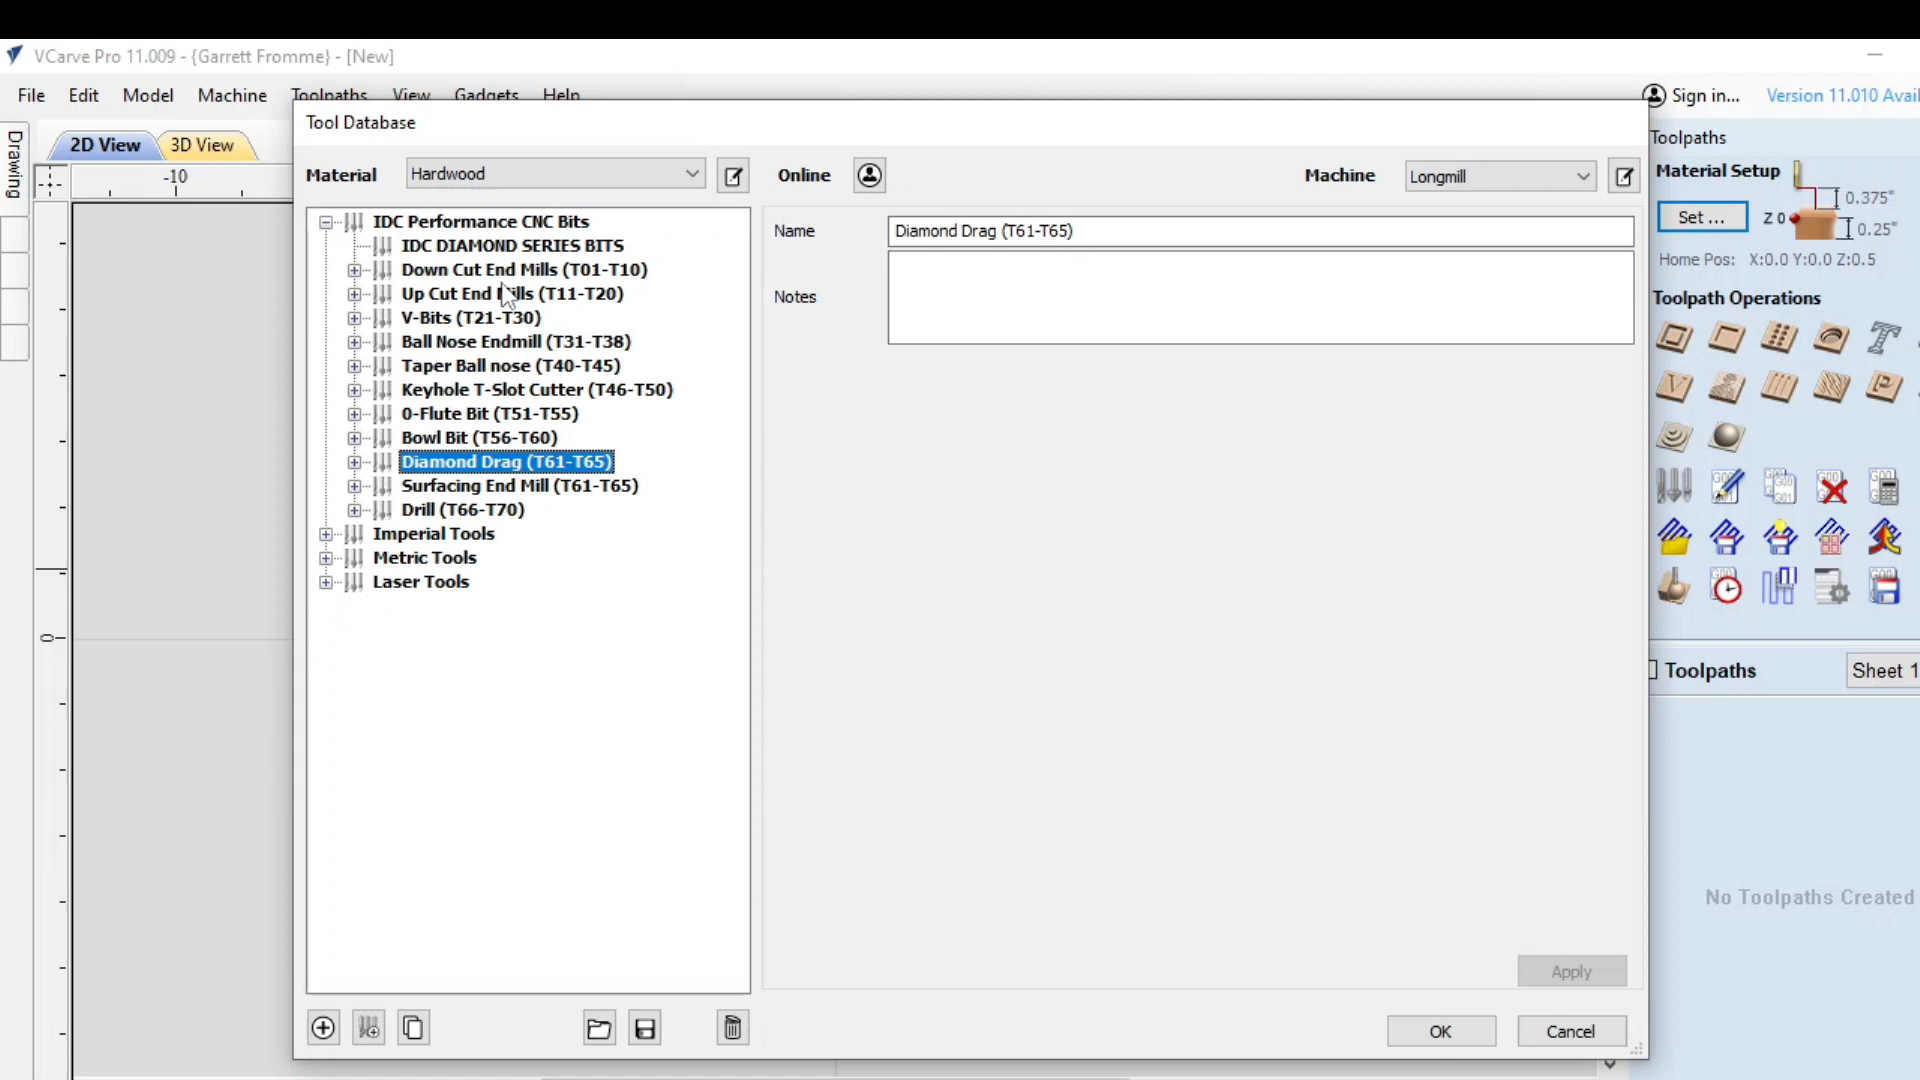 VCarve Pro 11.009 - {Garrett Fromme} - [New]
File Edit Model Machine Toolpaths View Gadgets Help
Sign in... Version 11.010 Avai
Tool Database
Drawing
2D View 3D View
-10
0
Material Hardwood Online Machine Longmill
IDC Performance CNC Bits
IDC DIAMOND SERIES BITS
Down Cut End Mills (T01-T10)
Up Cut End Mills (T11-T20)
V-Bits (T21-T30)
Ball Nose Endmill (T31-T38)
Taper Ball nose (T40-T45)
Keyhole T-Slot Cutter (T46-T50)
0-Flute Bit (T51-T55)
Bowl Bit (T56-T60)
Diamond Drag (T61-T65)
Surfacing End Mill (T61-T65)
Drill (T66-T70)
Imperial Tools
Metric Tools
Laser Tools
Name Diamond Drag (T61-T65)
Notes
Apply
OK Cancel
Toolpaths
Material Setup
0.375"
Set ... Z 0
0.25"
Home Pos: X:0.0 Y:0.0 Z:0.5
Toolpath Operations
Toolpaths Sheet 1
No Toolpaths Created